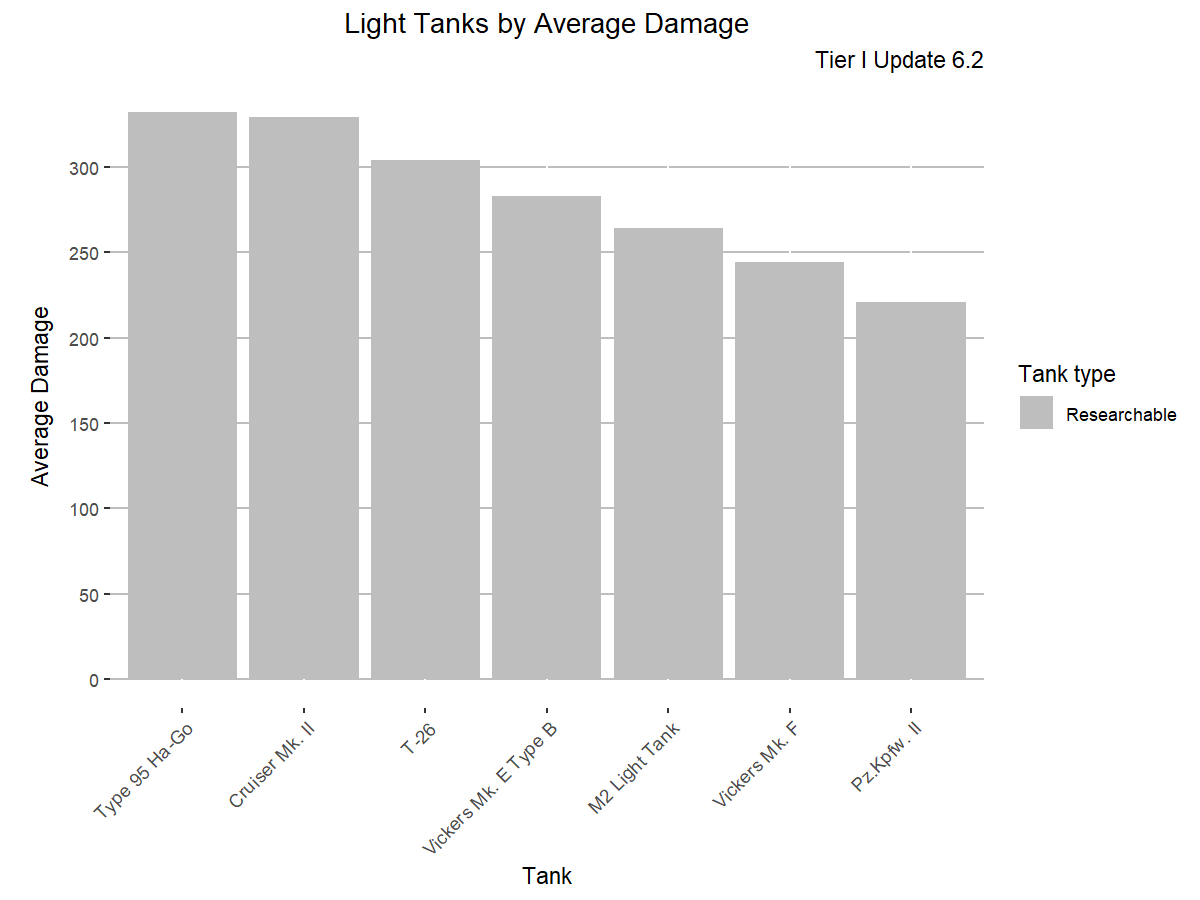 Light Tanks by Average Damage
Tier I Update 6.2
Average Damage
300
250
200
150
100
50
0
Type 95 Ha-Go
Cruiser Mk. II
T-26
Vickers Mk. E Type B
M2 Light Tank
Vickers Mk. F
Pz.Kpfw. II
Tank
Tank type
Researchable